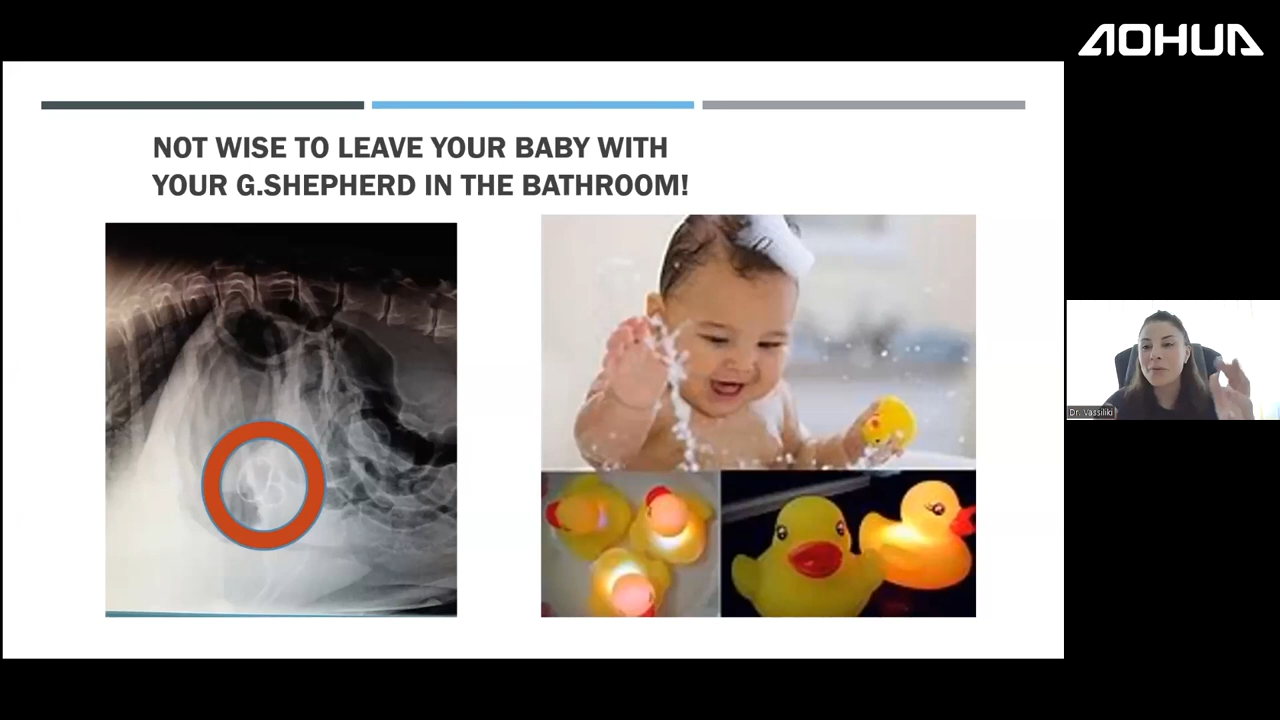 AOHUA
NOT WISE TO LEAVE YOUR BABY WITH
YOUR G.SHEPHERD IN THE BATHROOM!
Dr. Vassiliki